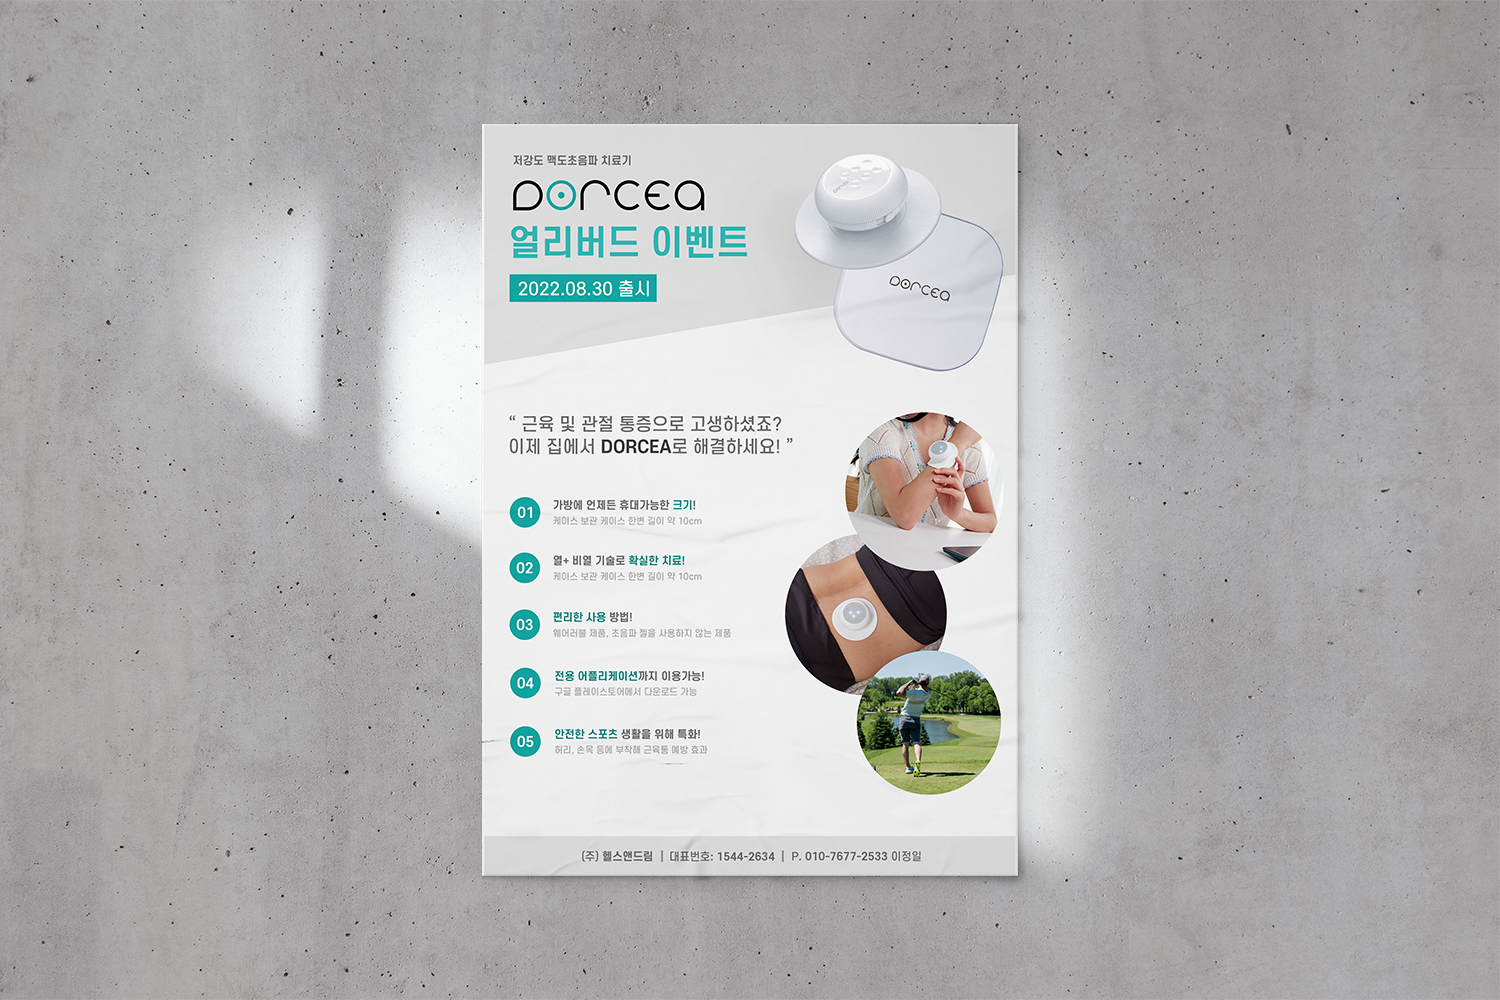 저강도 맥도초음파 치료기
DORCEA
얼리버드 이벤트
2022.08.30 출시
DORCEA
“ 근육 및 관절 통증으로 고생하셨죠?
이제 집에서 DORCEA로 해결하세요! ”
01 가방에 언제든 휴대가능한 크기!
케이스 보관 케이스 한변 길이 약 10cm
02 열+ 비열 기술로 확실한 치료!
케이스 보관 케이스 한변 길이 약 10cm
03 편리한 사용 방법!
웨어러블 제품, 초음파 젤을 사용하지 않는 제품
04 전용 어플리케이션까지 이용가능!
구글 플레이스토어에서 다운로드 가능
05 안전한 스포츠 생활을 위해 특화!
허리, 손목 등에 부착해 근육통 예방 효과
(주) 헬스앤드림 | 대표번호: 1544-2634 | P. 010-7677-2533 이정일